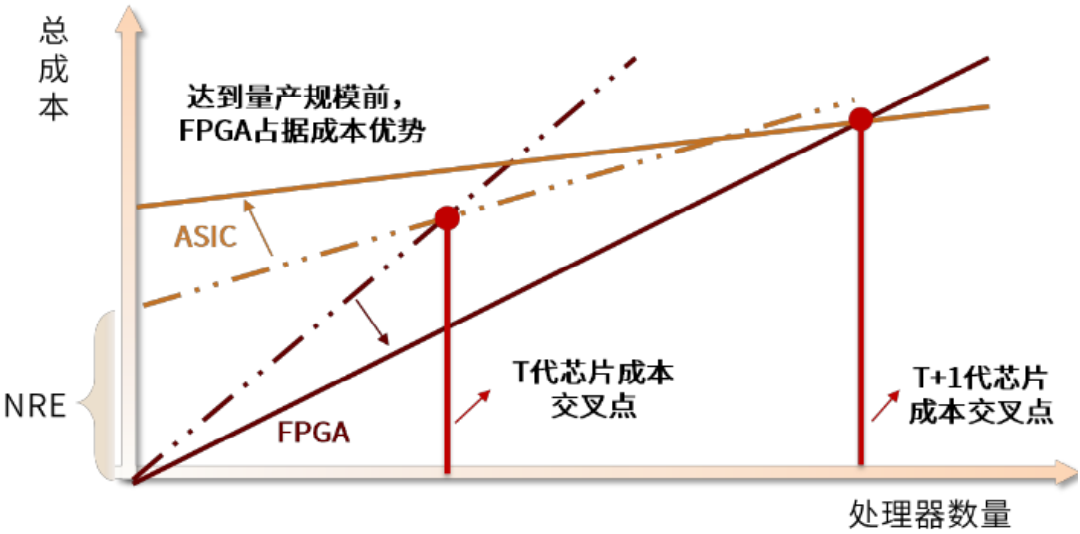 总成本
达到量产规模前，
FPGA占据成本优势
ASIC
NRE
FPGA
T代芯片成本
交叉点
T+1代芯片
成本交叉点
处理器数量